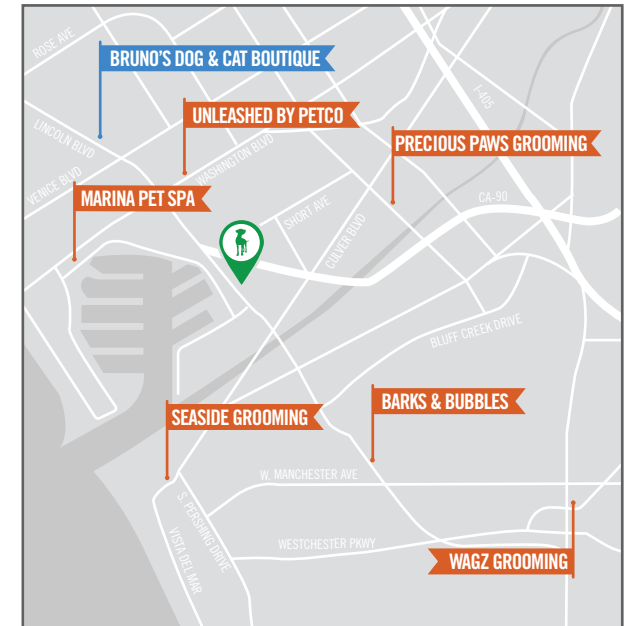 ROSE AVE
BRUNO'S DOG & CAT BOUTIQUE
I-405
UNLEASHED BY PETCO
LINCOLN BLVD
PRECIOUS PAWS GROOMING
WASHINGTON BLVD
VENICE BLVD
MARINA PET SPA
CA-90
SHORT AVE
CULVER BLVD
BLUFF CREEK DRIVE
BARKS & BUBBLES
SEASIDE GROOMING
W. MANCHESTER AVE
S. PERSHING DRIVE
VISTA DEL MAR
WESTCHESTER PKWY
WAGZ GROOMING